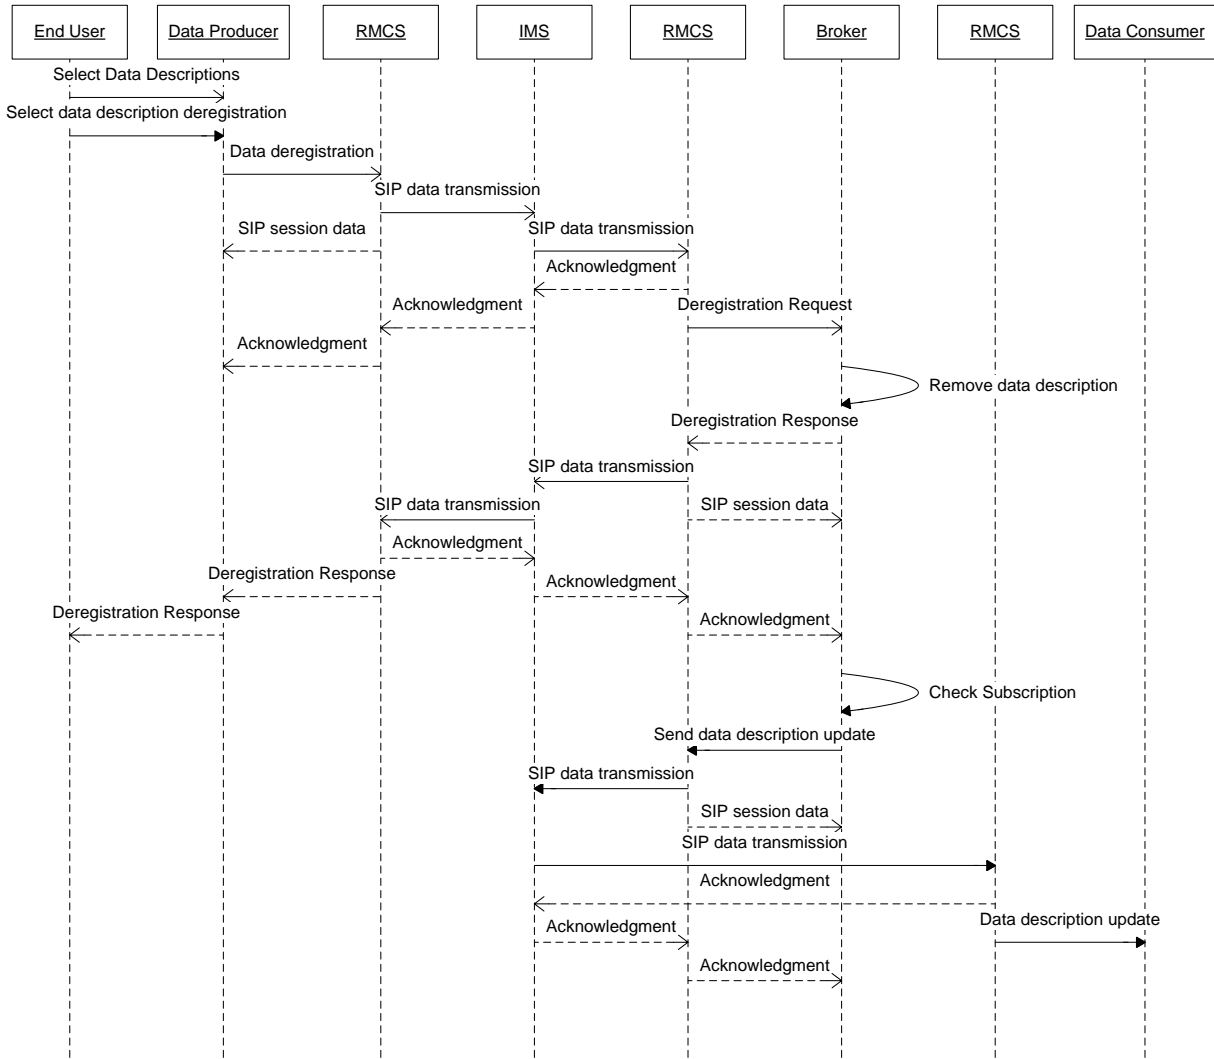 End User
Data Producer
RMCS
IMS
RMCS
Broker
RMCS
Data Consumer
Select Data Descriptions
Select data description deregistration
Data deregistration
SIP data transmission
SIP session data
SIP data transmission
Acknowledgment
Acknowledgment
Deregistration Request
Acknowledgment
Remove data description
Deregistration Response
SIP data transmission
SIP data transmission
SIP session data
Acknowledgment
Deregistration Response
Acknowledgment
Deregistration Response
Acknowledgment
Check Subscription
Send data description update
SIP data transmission
SIP session data
SIP data transmission
Acknowledgment
Acknowledgment
Data description update
Acknowledgment